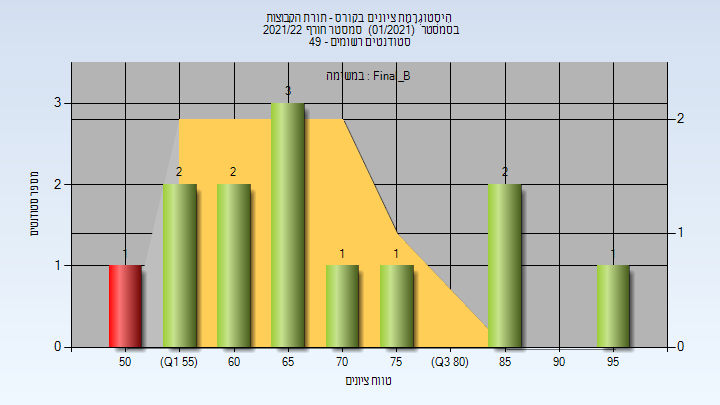 היסטוגרמת ציונים בקורס - תורת הקבוצות
בסמסטר (01/2021) סמסטר חורף 2021/22
סטודנטים רשומים - 49
במשימה : Final_B
מספר סטודנטים
3
2
1
0
2
1
0
1
2
2
3
1
1
2
1
50
(Q1 55)
60
65
70
75
(Q3 80)
85
90
95
טווח ציונים